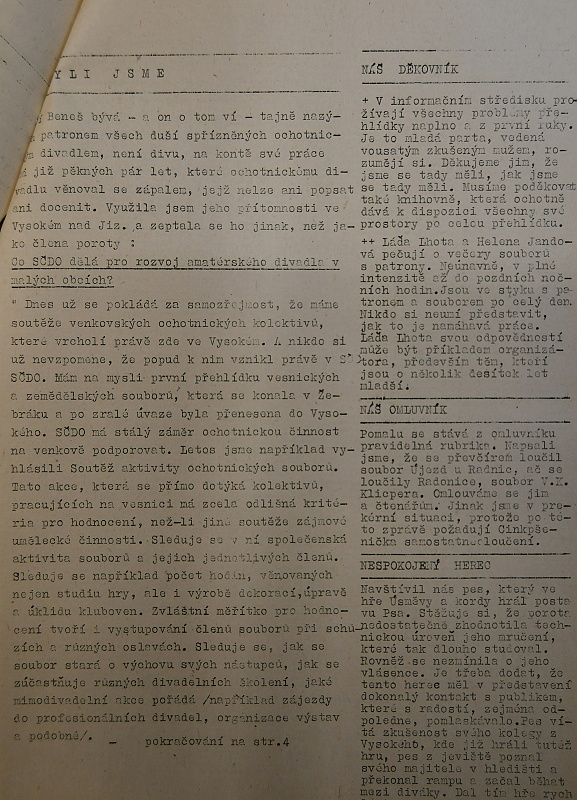 YLI JSME
Beneš bývá - a on o tom ví - tajně nazý-
patronem všech duší spřízněných ochotnic-
divadlem, není divu, na kontě své práce
již pěkných pár let, které ochotnickému di-
vadlu věnoval se zápalem, jejž nelze ani popsat
ani docenit. Využila jsem jeho přítomnosti ve
Vysokém nad Jiz. a zeptala se ho jinak, než ja-
ko člena poroty :
Co SČDO dělá pro rozvoj amatérského divadla v
malých obcích?
" Dnes už se pokládá za samozřejmost, že máme
soutěže venkovských ochotnických kolektivů,
které vrcholí právě zde ve Vysokém. A nikdo si
už nevzpomene, že popud k nim vznikl právě v
SČDO. Mám na mysli první přehlídku vesnických
a zemědělských souborů, která se konala v Že-
bráku a po zralé úvaze byla přenesena do Vyso-
kého. SČDO má stálý záměr ochotnickou činnost
na venkově podporovat. Letos jsme například vy-
hlásili Soutěž aktivity ochotnických souborů.
Tato akce, která se přímo dotýká kolektivů,
pracujících na vesnici má zcela odlišná krité-
ria pro hodnocení, než-li jiné soutěže zájmové
umělecké činnosti. Sleduje se v ní společenská
aktivita souborů a jejich jednotlivých členů.
Sleduje se například počet hodin, věnovaných
nejen studiu hry, ale i výrobě dekorací,úpravě
a úklidu kluboven. Zvláštní měřítko pro hodno-
cení tvoří i vystupování členů souborů při schů-
zích a různých oslavách. Sleduje se, jak se
soubor stará o výchovu svých nástupců, jak se
zúčastňuje různých divadelních školení, jaké
mimodivadelní akce pořádá /například zájezdy
do profesionálních divadel, organizace výstav
a podobně/. - pokračování na str.4
NÁŠ DĚKOVNÍK
+ V informačním středisku pro-
žívají všechny problémy pře-
hlídky naplno a z první ruky.
Je to mladá parta, vedená
vousatým zkušeným mužem, ro-
zumějí si. Děkujeme jim, že
jsme se tady měli, jak jsme
se tady měli. Musíme poděkovat
také knihovně, která ochotně
dává k dispozici všechny své
prostory po celou přehlídku.
++ Láďa Lhota a Helena Jando-
vá pečují o večery souborů
s patrony. Neúnavně, v plné
intenzitě až do pozdních noč-
ních hodin.Jsou ve styku s pa-
tronem a souborem po celý den.
Nikdo si neumí představit,
jak to je namáhavá práce.
Láďa Lhota svou odpovědností
může být příkladem organizá-
tora, především těm, kteří
jsou o několik desítek let
mladší.
NÁŠ OMLUVNÍK
Pomalu se stává z omluvníku
pravidelná rubrika. Napsali
jsme, že se převčírem loučil
soubor Újezd u Radnic, ač se
loučily Radonice, soubor V.K.
Klicpera. Omlouváme se jim
a čtenářům. Jinak jsme v pre-
kérní situaci, protože po té-
to zprávě požadují Činkpše-
nička samostatné loučení.
NESPOKOJENÝ HEREC
Navštívil nás pes, který ve
hře Úsměvy a kordy hrál posta
vu Psa. Stěžuje si, že porota
nedostatečně zhodnotila tech-
nickou úroveň jeho mručení,
které tak dlouho studoval.
Rovněž se nezmínila o jeho
vlásence. Je třeba dodat, že
tento herec měl v představení
dokonalý kontakt s publikem,
které s radostí, zejména od-
poledne, pomlaskávalo.Pes ví-
tá zkušenost svého kolegy z
Vysokého, kde již hráli tutéž
hru, pes z jeviště poznal
svého majitele v hledišti a
překonal rampu a začal běhat
mezi diváky. Dal tím hře rych